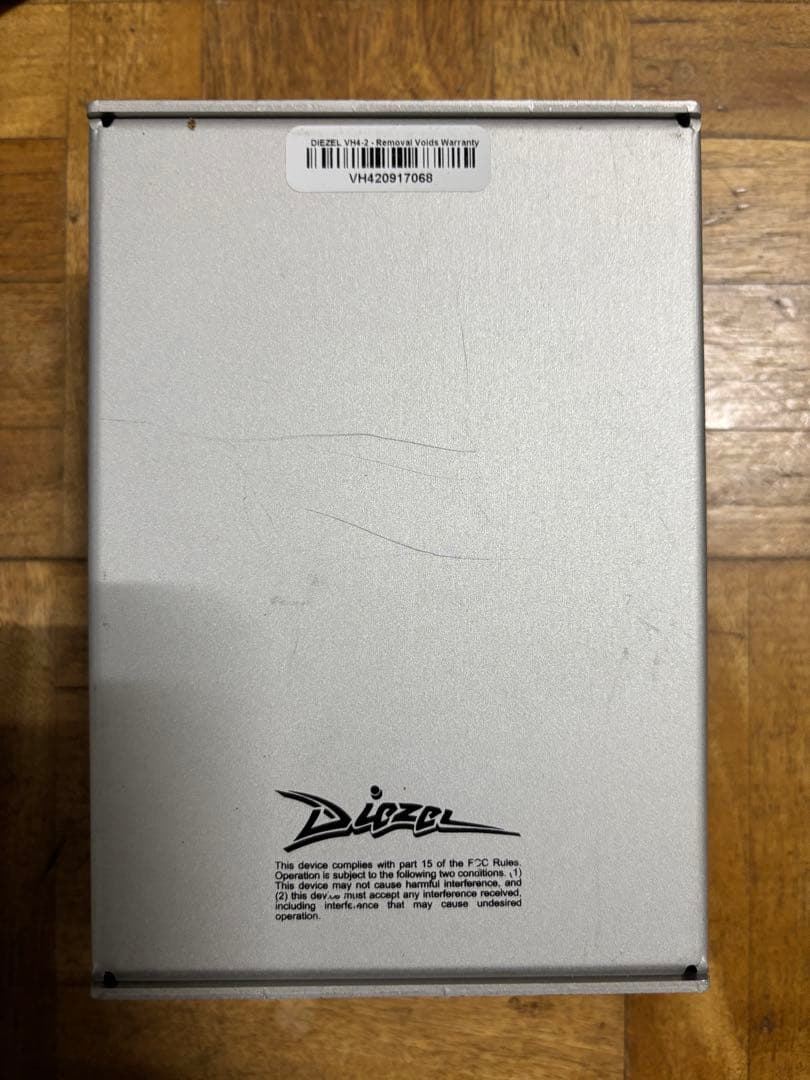 DIEZEL VH4-2 - Removal Voids Warranty
VH420917068
Diezel
This device complies with part 15 of the FCC Rules.
Operation is subject to the following two conditions. (1)
This device may not cause harmful interference, and
(2) this device must accept any interference received,
including interference that may cause undesired
operation.